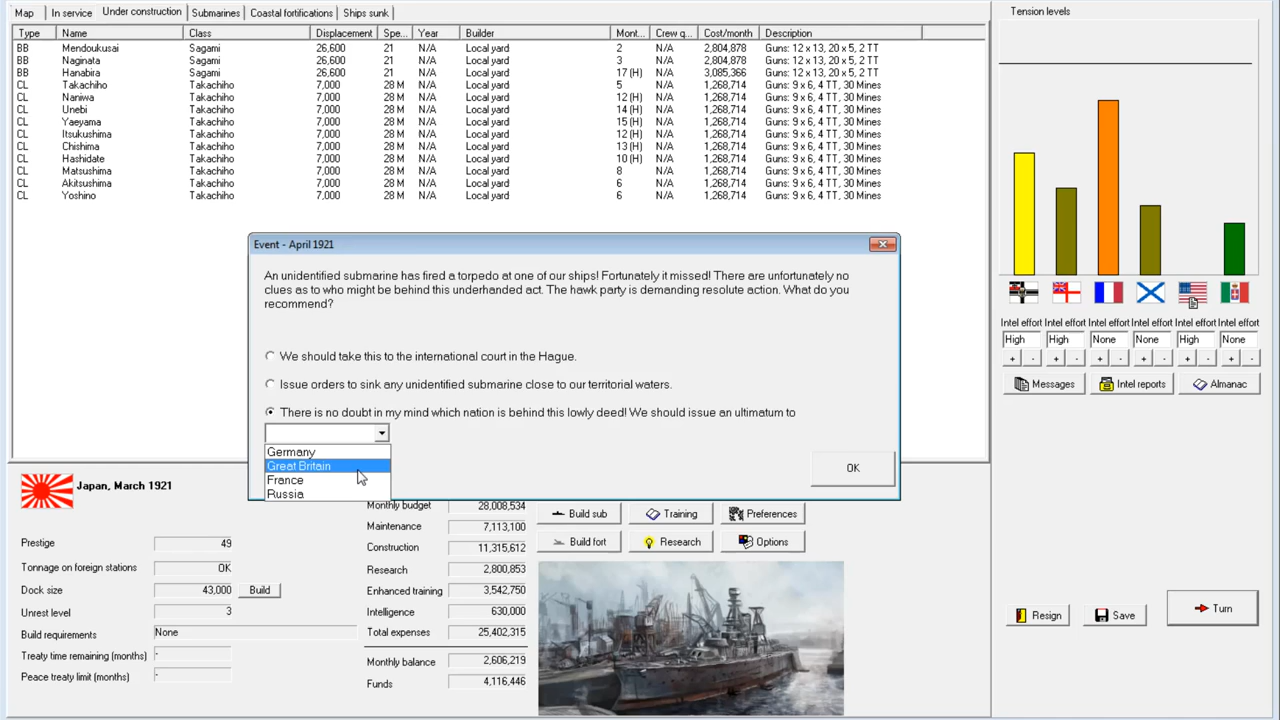 Map In service Under construction Submarines Coastal fortifications Ships sunk
Type Name Class Displacement Spe... Year Builder Mont... Crew q... Cost/month Description
BB Mendoukusai Sagami 26,600 21 N/A Local yard 2 N/A 2,804,878 Guns: 12 x 13, 20 x 5, 2 TT
BB Naginata Sagami 26,600 21 N/A Local yard 3 N/A 2,804,878 Guns: 12 x 13, 20 x 5, 2 TT
BB Hanabira Sagami 26,600 21 N/A Local yard 17 (H) N/A 3,085,366 Guns: 12 x 13, 20 x 5, 2 TT
CL Takachiho Takachiho 7,000 28 M N/A Local yard 5 N/A 1,268,714 Guns: 9 x 6, 4 TT, 30 Mines
CL Naniwa Takachiho 7,000 28 M N/A Local yard 12 (H) N/A 1,268,714 Guns: 9 x 6, 4 TT, 30 Mines
CL Unebi Takachiho 7,000 28 M N/A Local yard 14 (H) N/A 1,268,714 Guns: 9 x 6, 4 TT, 30 Mines
CL Yaeyama Takachiho 7,000 28 M N/A Local yard 15 (H) N/A 1,268,714 Guns: 9 x 6, 4 TT, 30 Mines
CL Itsukushima Takachiho 7,000 28 M N/A Local yard 12 (H) N/A 1,268,714 Guns: 9 x 6, 4 TT, 30 Mines
CL Chishima Takachiho 7,000 28 M N/A Local yard 13 (H) N/A 1,268,714 Guns: 9 x 6, 4 TT, 30 Mines
CL Hashidate Takachiho 7,000 28 M N/A Local yard 10 (H) N/A 1,268,714 Guns: 9 x 6, 4 TT, 30 Mines
CL Matsushima Takachiho 7,000 28 M N/A Local yard 8 N/A 1,268,714 Guns: 9 x 6, 4 TT, 30 Mines
CL Akitsushima Takachiho 7,000 28 M N/A Local yard 6 N/A 1,268,714 Guns: 9 x 6, 4 TT, 30 Mines
CL Yoshino Takachiho 7,000 28 M N/A Local yard 6 N/A 1,268,714 Guns: 9 x 6, 4 TT, 30 Mines
Event - April 1921
An unidentified submarine has fired a torpedo at one of our ships! Fortunately it missed! There are unfortunately no
clues as to who might be behind this underhanded act. The hawk party is demanding resolute action. What do you
recommend?
We should take this to the international court in the Hague.
Issue orders to sink any unidentified submarine close to our territorial waters.
There is no doubt in my mind which nation is behind this lowly deed! We should issue an ultimatum to
Germany
Great Britain
France
Russia
OK
Japan, March 1921
Prestige 49
Tonnage on foreign stations OK
Dock size 43,000 Build
Unrest level 3
Build requirements None
Treaty time remaining (months) -
Peace treaty limit (months) -
Monthly budget 28,008,534
Maintenance 7,113,100
Construction 11,315,612
Research 2,800,853
Enhanced training 3,542,750
Intelligence 630,000
Total expenses 25,402,315
Monthly balance 2,606,219
Funds 4,116,446
Build sub Training Preferences
Build fort Research Options
Tension levels
Intel effort Intel effort Intel effort Intel effort Intel effort Intel effort
High High None None High None
+ - + - + - + - + - + -
Messages Intel reports Almanac
Resign Save Turn